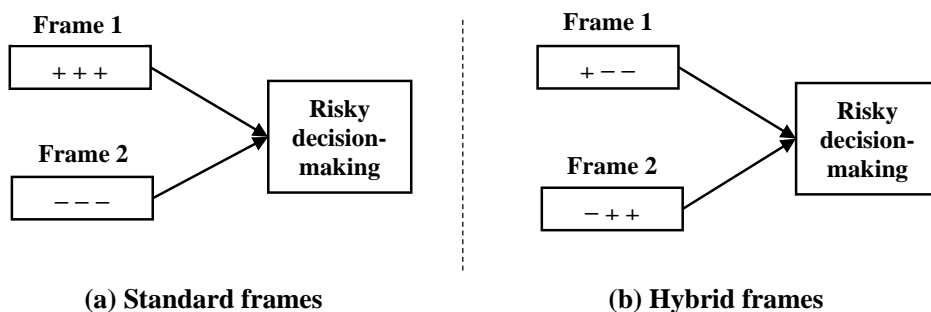 Frame 1
+ + +
Frame 2
− − −
Risky
decision-
making
(a) Standard frames
Frame 1
+ − −
Frame 2
− + +
Risky
decision-
making
(b) Hybrid frames